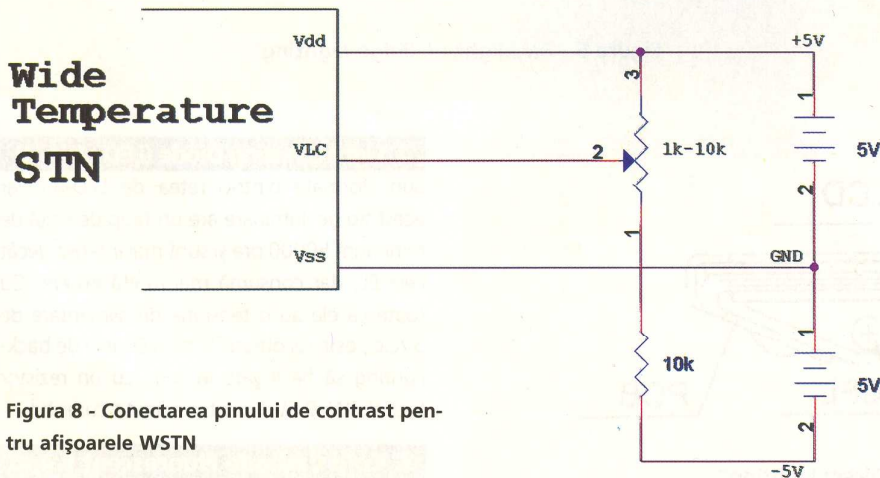 Vdd
+5V
Wide
Temperature
STN
3
1
VLC
2
1k-10k
5V
2
1
Vss
GND
1
10k
5V
2
-5V
Figura 8 - Conectarea pinului de contrast pen-
tru afişoarele WSTN